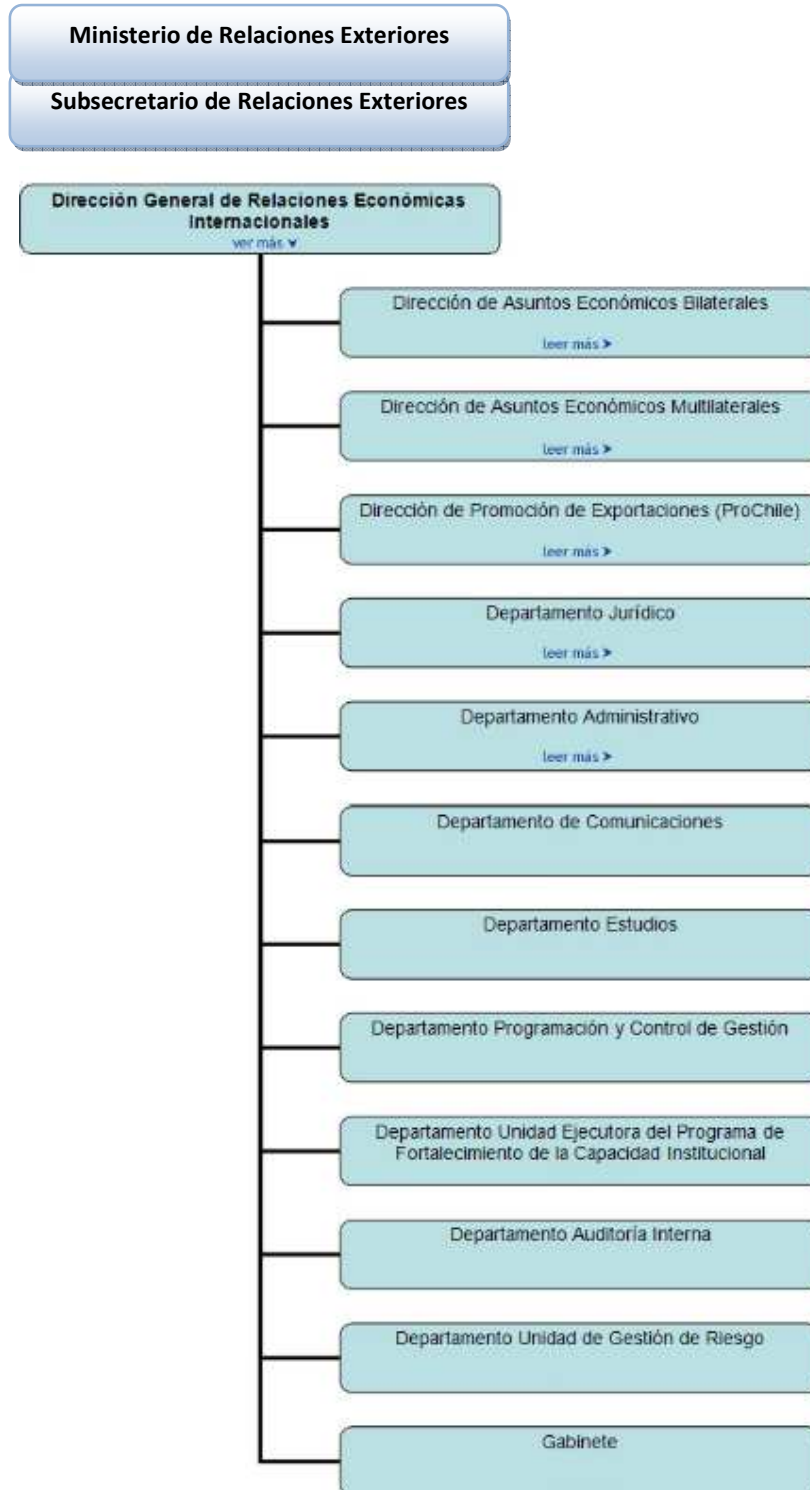 Ministerio de Relaciones Exteriores
Subsecretario de Relaciones Exteriores
Dirección General de Relaciones Económicas
Internacionales
ver más ⮟
Dirección de Asuntos Económicos Bilaterales
leer más ➤
Dirección de Asuntos Económicos Multilaterales
leer más ➤
Dirección de Promoción de Exportaciones (ProChile)
leer más ➤
Departamento Jurídico
leer más ➤
Departamento Administrativo
leer más ➤
Departamento de Comunicaciones
Departamento Estudios
Departamento Programación y Control de Gestión
Departamento Unidad Ejecutora del Programa de
Fortalecimiento de la Capacidad Institucional
Departamento Auditoría Interna
Departamento Unidad de Gestión de Riesgo
Gabinete